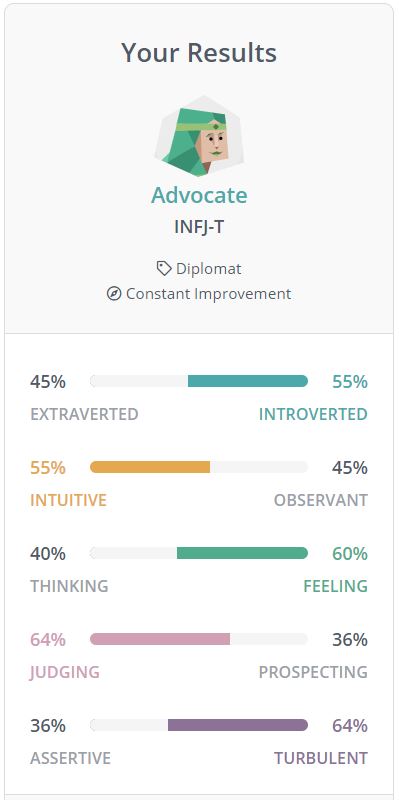 Your Results
Advocate
INFJ-T
Diplomat
Constant Improvement
45% 55%
EXTRAVERTED INTROVERTED
55% 45%
INTUITIVE OBSERVANT
40% 60%
THINKING FEELING
64% 36%
JUDGING PROSPECTING
36% 64%
ASSERTIVE TURBULENT